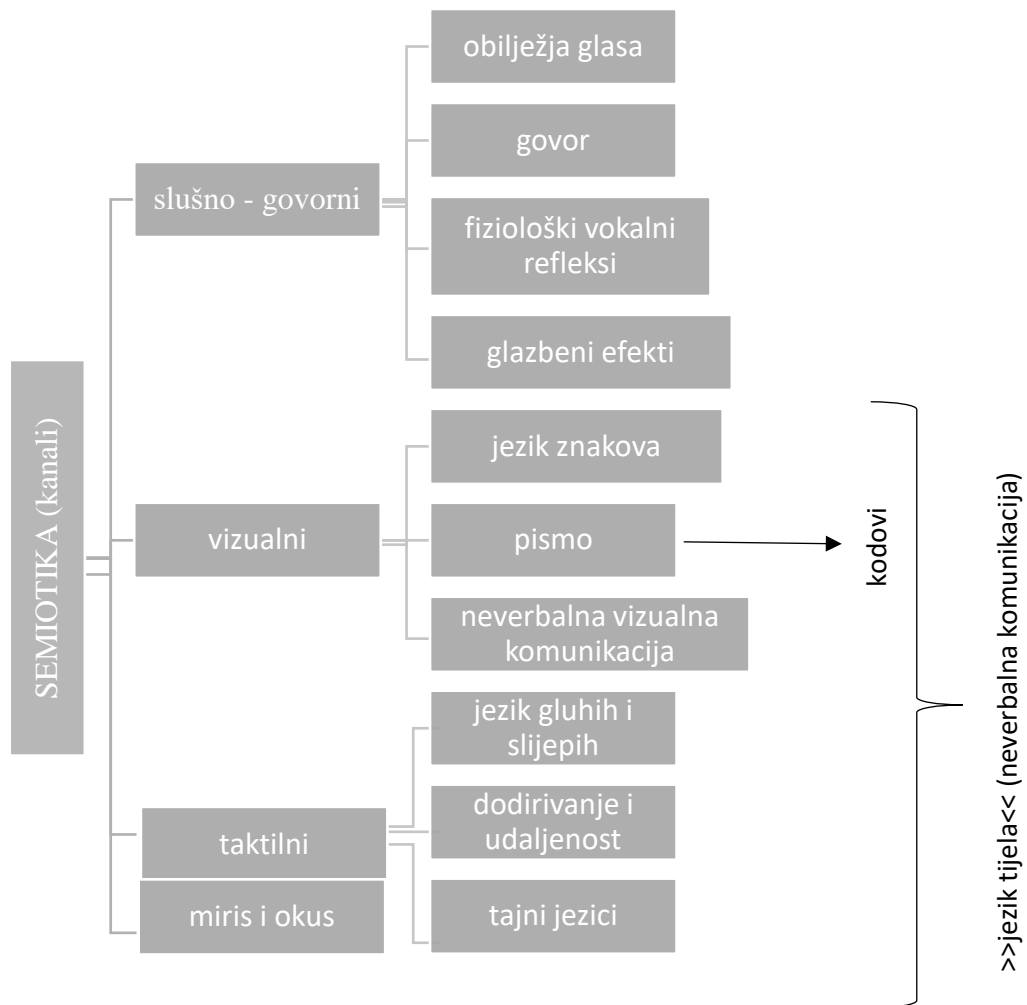 SEMIOTIKA (kanali)
slušno - govorni
obilježja glasa
govor
fiziološki vokalni
refleksi
glazbeni efekti
vizualni
jezik znakova
pismo
kodovi
neverbalna vizualna
komunikacija
taktilni
jezik gluhih i
slijepih
dodirivanje i
udaljenost
tajni jezici
miris i okus
>>jezik tijela<< (neverbalna komunikacija)